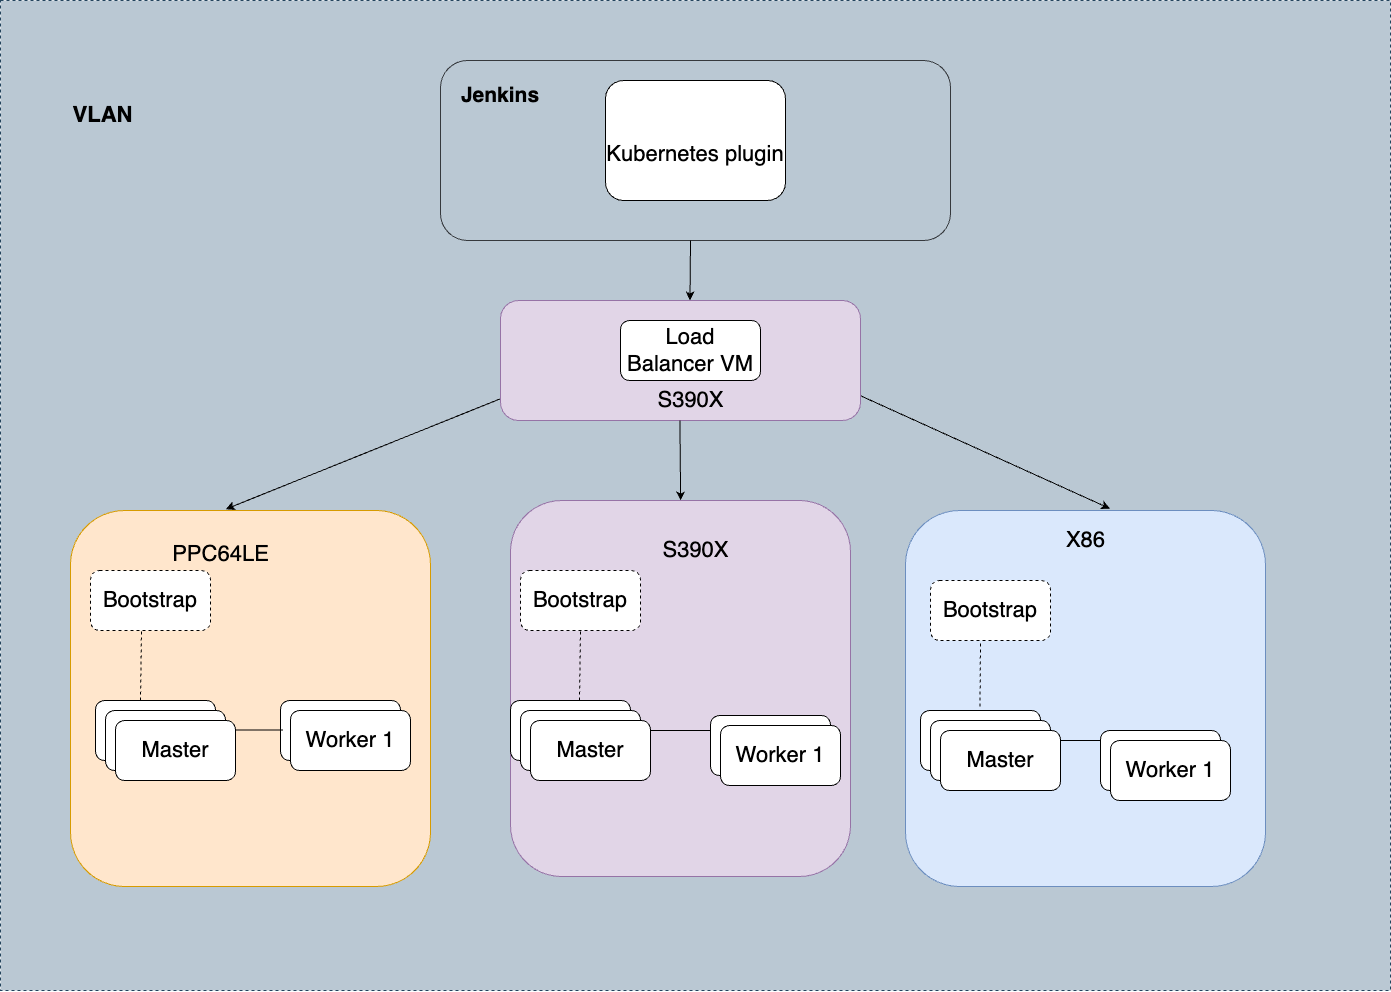 VLAN
Jenkins
Kubernetes plugin
Load
Balancer VM
S390X
PPC64LE
Bootstrap
Master
Worker 1
S390X
Bootstrap
Master
Worker 1
X86
Bootstrap
Master
Worker 1